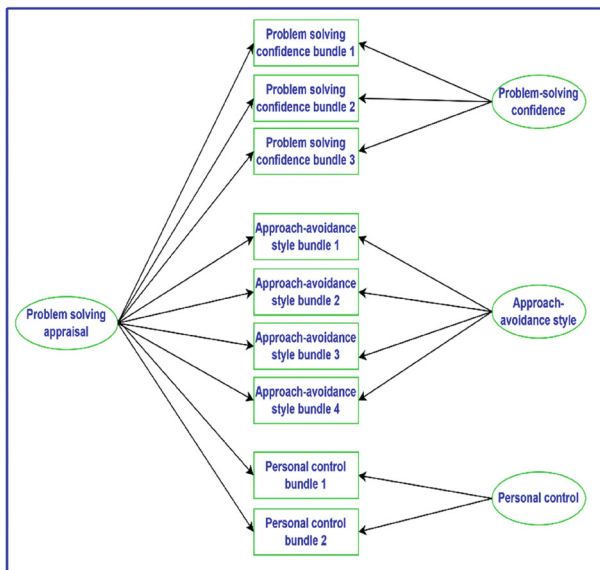 Problem solving
confidence bundle 1
Problem solving
confidence bundle 2
Problem solving
confidence bundle 3
Problem-solving
confidence
Approach-avoidance
style bundle 1
Approach-avoidance
style bundle 2
Approach-avoidance
style bundle 3
Approach-avoidance
style bundle 4
Problem solving
appraisal
Approach-
avoidance style
Personal control
bundle 1
Personal control
bundle 2
Personal control